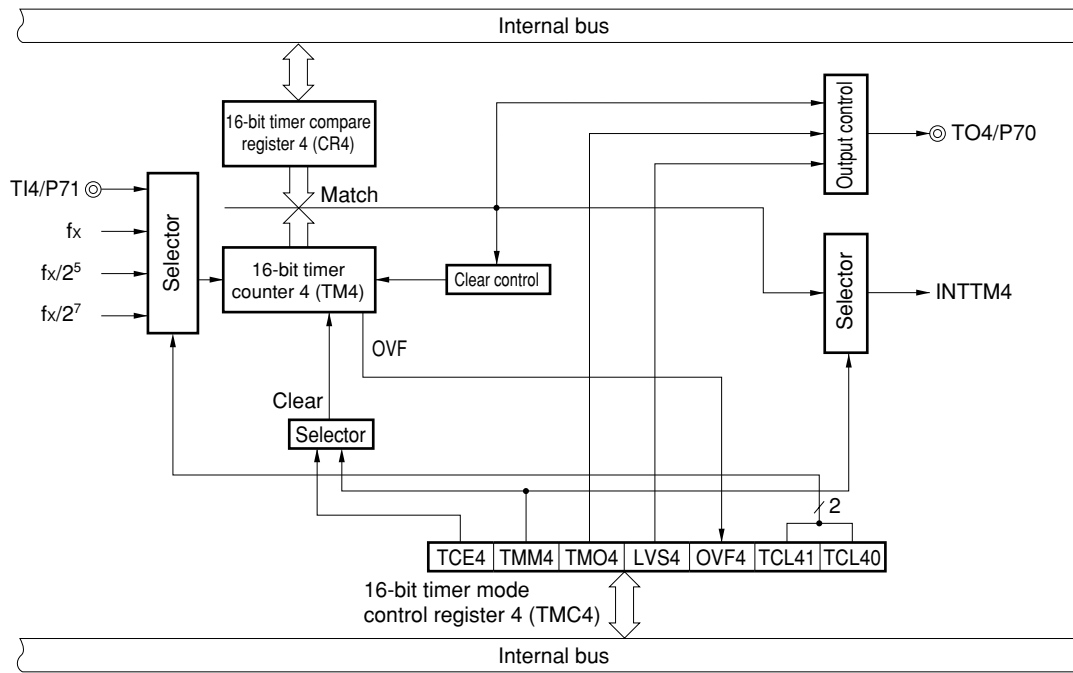 Internal bus
16-bit timer compare
register 4 (CR4)
Output control
TO4/P70
TI4/P71
Match
fX
Selector
fX/2⁵
fX/2⁷
16-bit timer
counter 4 (TM4)
Clear control
Selector
INTTM4
OVF
Clear
Selector
2
TCE4 TMM4 TMO4 LVS4 OVF4 TCL41 TCL40
16-bit timer mode
control register 4 (TMC4)
Internal bus